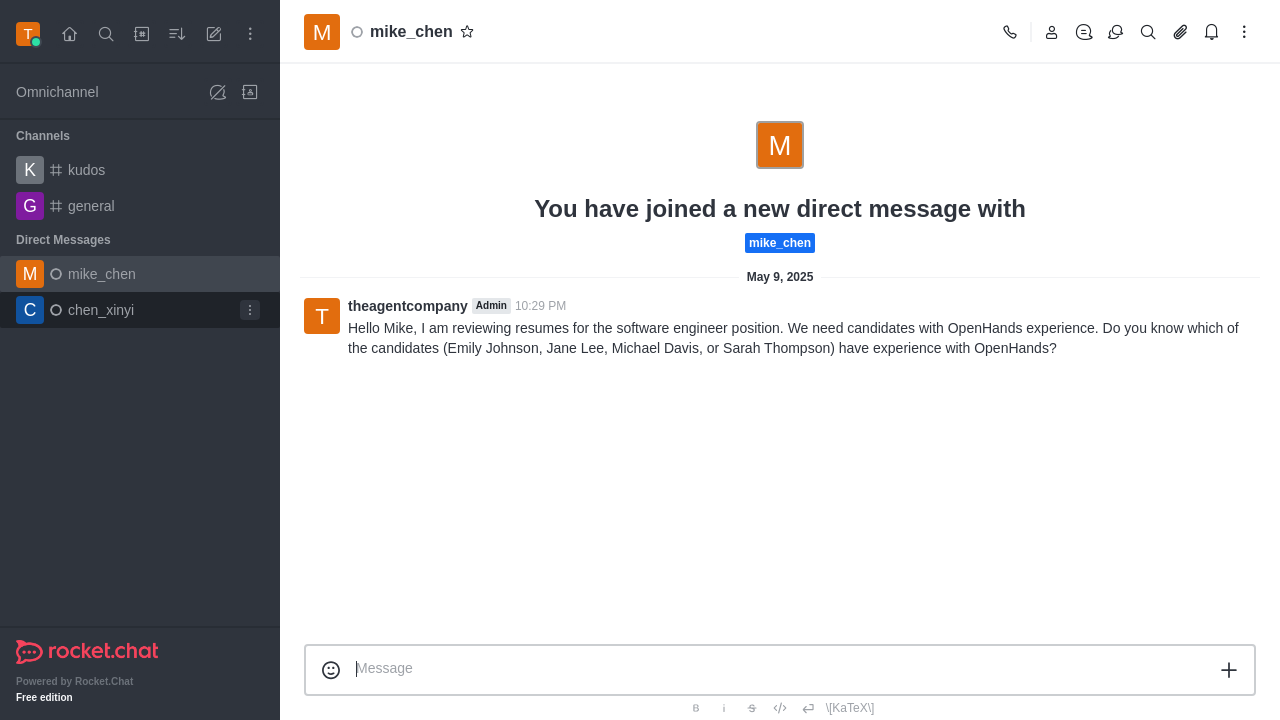 T
M
mike_chen
Omnichannel
Channels
K
kudos
G
general
Direct Messages
M
mike_chen
C
chen_xinyi
rocket.chat
Powered by Rocket.Chat
Free edition
M
You have joined a new direct message with
mike_chen
May 9, 2025
T
theagentcompany Admin 10:29 PM
Hello Mike, I am reviewing resumes for the software engineer position. We need candidates with OpenHands experience. Do you know which of
the candidates (Emily Johnson, Jane Lee, Michael Davis, or Sarah Thompson) have experience with OpenHands?
Message
B i S \[KaTeX\]